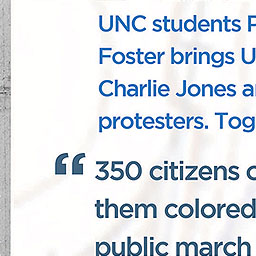 UNC students P
Foster brings U
Charlie Jones a
protesters. Tog
“ 350 citizens
them colored
public march